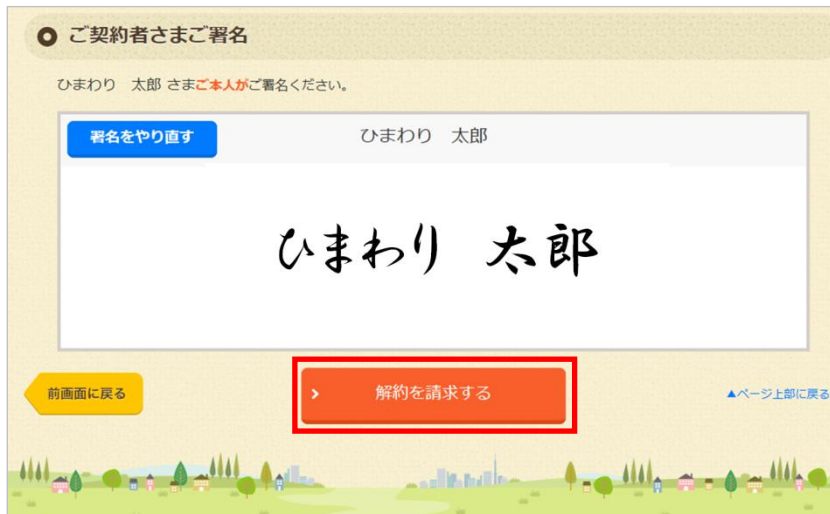 ご契約者さまご署名
ひまわり 太郎 さまご本人がご署名ください。
署名をやり直す
ひまわり 太郎
ひまわり 太郎
前画面に戻る
解約を請求する
▲ページ上部に戻る